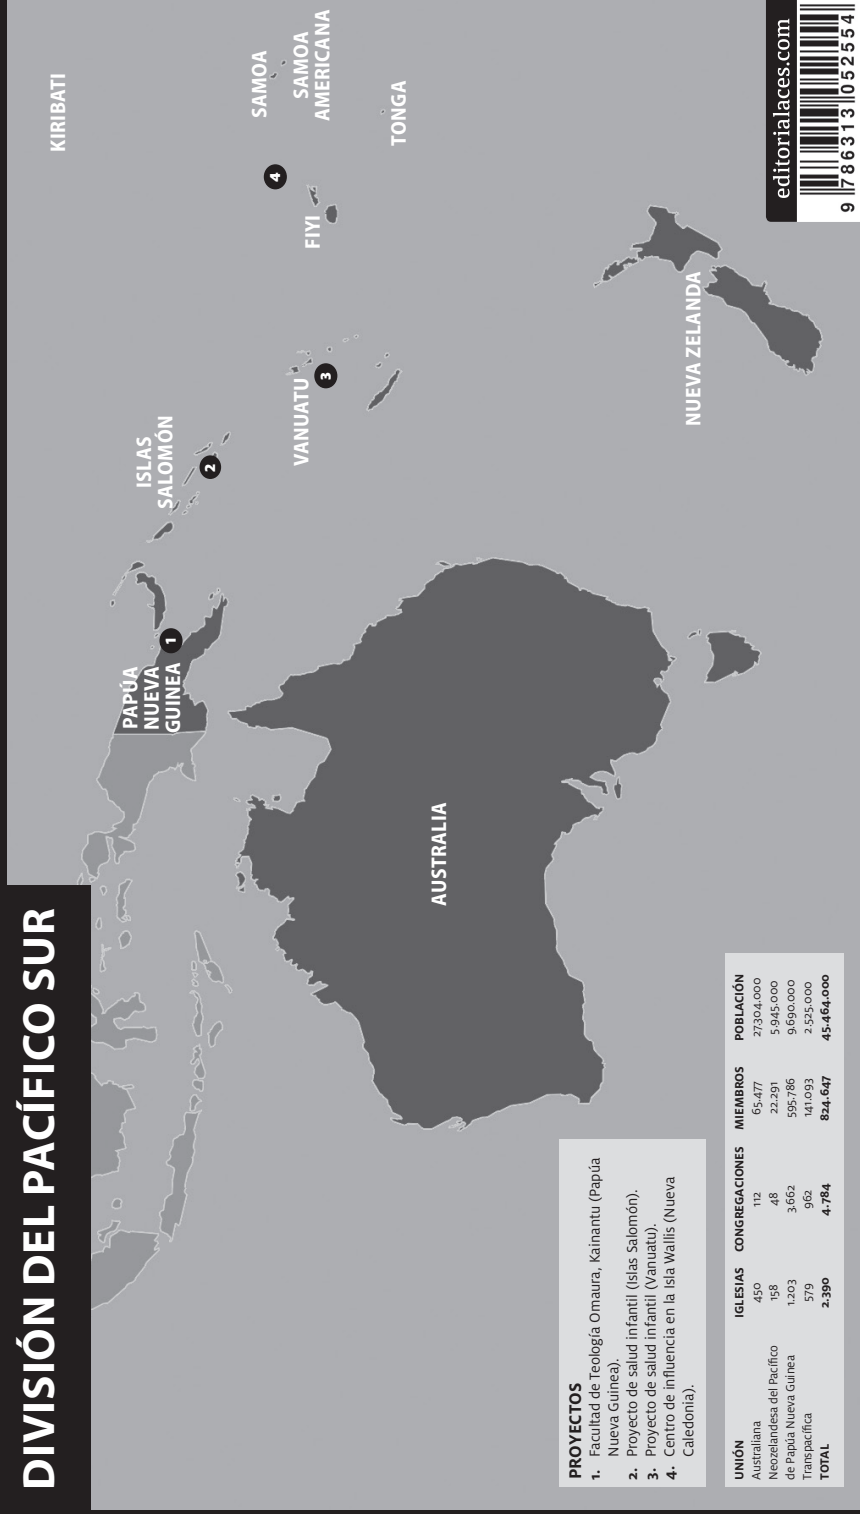 DIVISIÓN DEL PACÍFICO SUR
KIRIBATI
SAMOA
SAMOA
AMERICANA
TONGA
4
FIYI
ISLAS
SALOMÓN
2
VANUATU
3
PAPÚA
NUEVA
GUINEA
1
AUSTRALIA
NUEVA ZELANDA
PROYECTOS
1. Facultad de Teología Omaura, Kainantu (Papúa
Nueva Guinea).
2. Proyecto de salud infantil (Islas Salomón).
3. Proyecto de salud infantil (Vanuatu).
4. Centro de influencia en la Isla Wallis (Nueva
Caledonia).
UNIÓN IGLESIAS CONGREGACIONES MIEMBROS POBLACIÓN
Australiana 450 112 65.477 27304.000
Neozelandesa del Pacífico 158 48 22.291 5.945.000
de Papúa Nueva Guinea 1.203 3.662 595.786 9.690.000
Transpacífica 579 962 141.093 2.525.000
TOTAL 2.390 4.784 824.647 45.464.000
editorialaces.com
9 786313 052554